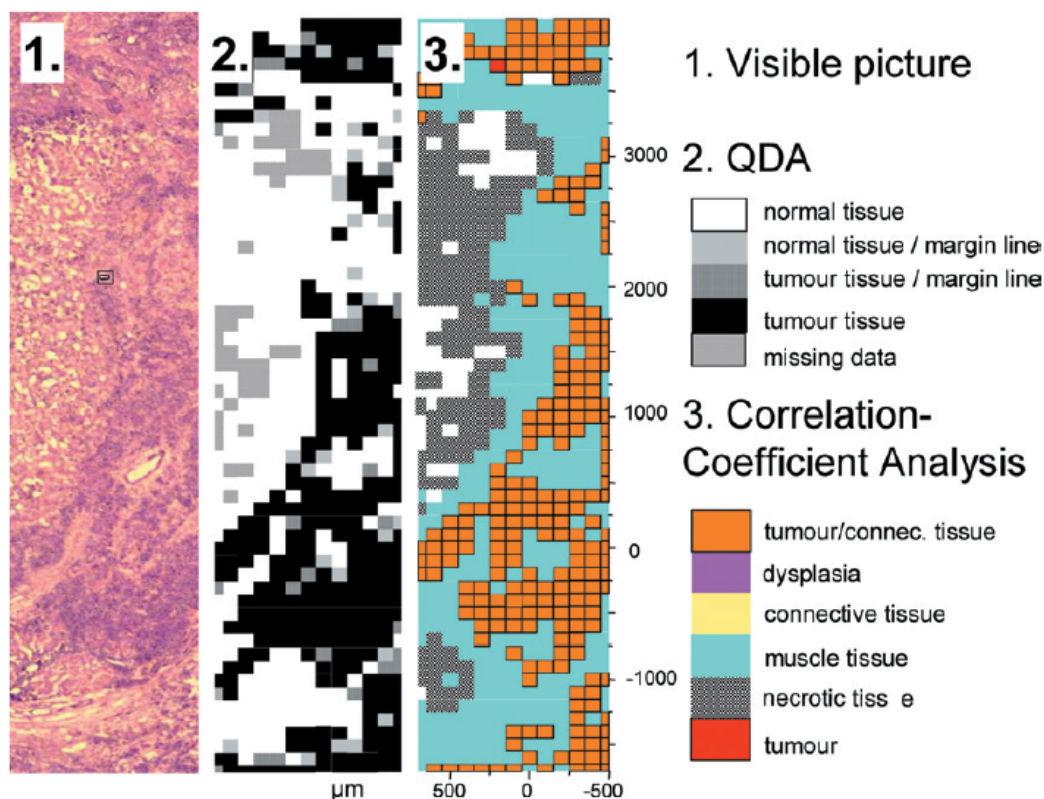 1.
2.
3.
3000
2000
1000
0
-1000
500
0
-500
µm
1. Visible picture
2. QDA
normal tissue
normal tissue / margin line
tumour tissue / margin line
tumour tissue
missing data
3. Correlation-
Coefficient Analysis
tumour/connec. tissue
dysplasia
connective tissue
muscle tissue
necrotic tiss e
tumour